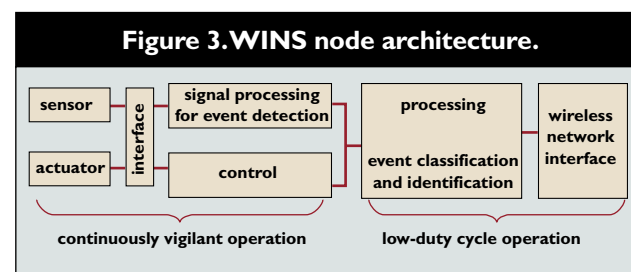 Figure 3. WINS node architecture.
sensor
actuator
interface
signal processing
for event detection
control
processing
event classification
and identification
wireless
network
interface
continuously vigilant operation
low-duty cycle operation